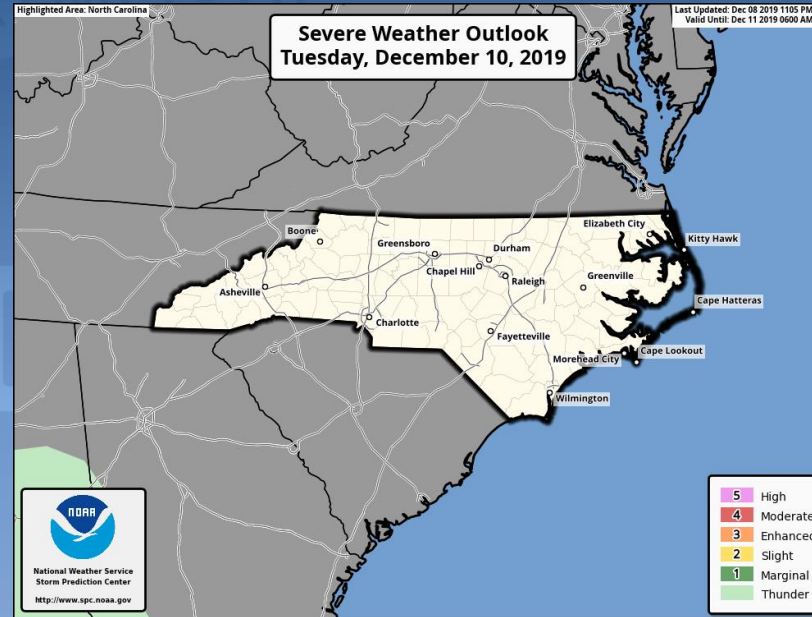 Highlighted Area: North Carolina
Severe Weather Outlook
Tuesday, December 10, 2019
Last Updated: Dec 08 2019 1105 PM
Valid Until: Dec 11 2019 0600 AM
Boone
Greensboro
Durham
Elizabeth City
Kitty Hawk
Chapel Hill
Raleigh
Greenville
Asheville
Cape Hatteras
Charlotte
Fayetteville
Morehead City
Cape Lookout
Wilmington
NOAA
National Weather Service
Storm Prediction Center
http://www.spc.noaa.gov
5 High
4 Moderate
3 Enhanced
2 Slight
1 Marginal
Thunder